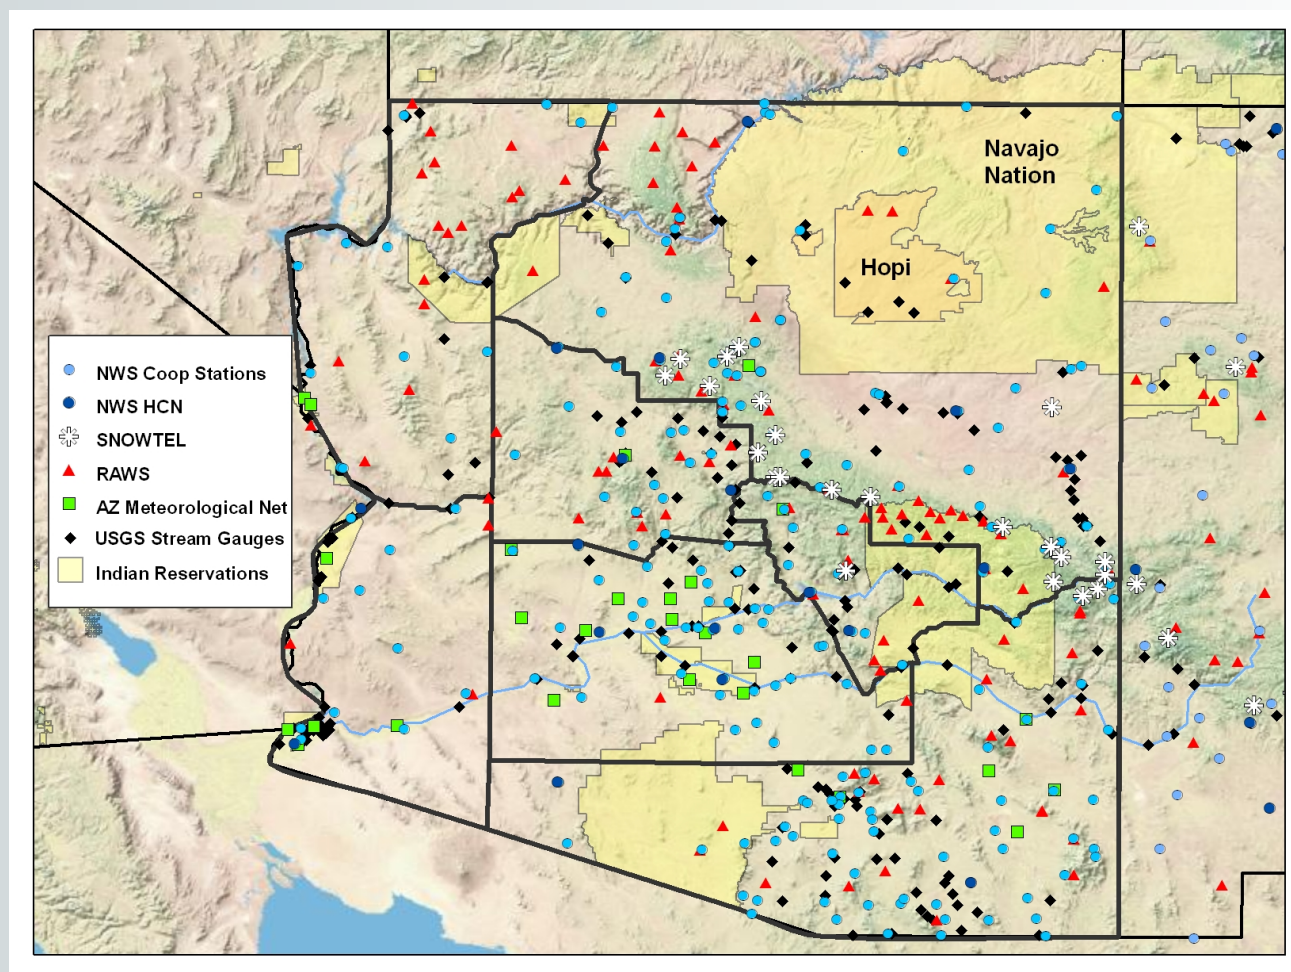 Navajo
Nation
Hopi
NWS Coop Stations
NWS HCN
SNOWTEL
RAWS
AZ Meteorological Net
USGS Stream Gauges
Indian Reservations